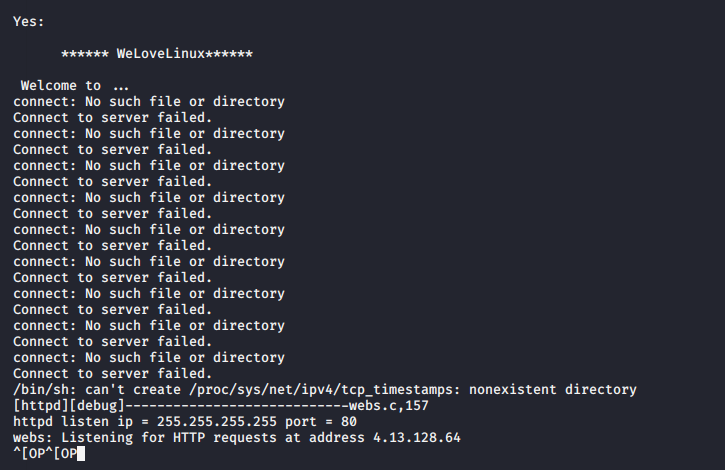 Yes:
****** WeLoveLinux******
Welcome to ...
connect: No such file or directory
Connect to server failed.
connect: No such file or directory
Connect to server failed.
connect: No such file or directory
Connect to server failed.
connect: No such file or directory
Connect to server failed.
connect: No such file or directory
Connect to server failed.
connect: No such file or directory
Connect to server failed.
connect: No such file or directory
Connect to server failed.
connect: No such file or directory
Connect to server failed.
connect: No such file or directory
Connect to server failed.
/bin/sh: can't create /proc/sys/net/ipv4/tcp_timestamps: nonexistent directory
[httpd][debug]----------------------------webs.c,157
httpd listen ip = 255.255.255.255 port = 80
webs: Listening for HTTP requests at address 4.13.128.64
^[OP^[OP